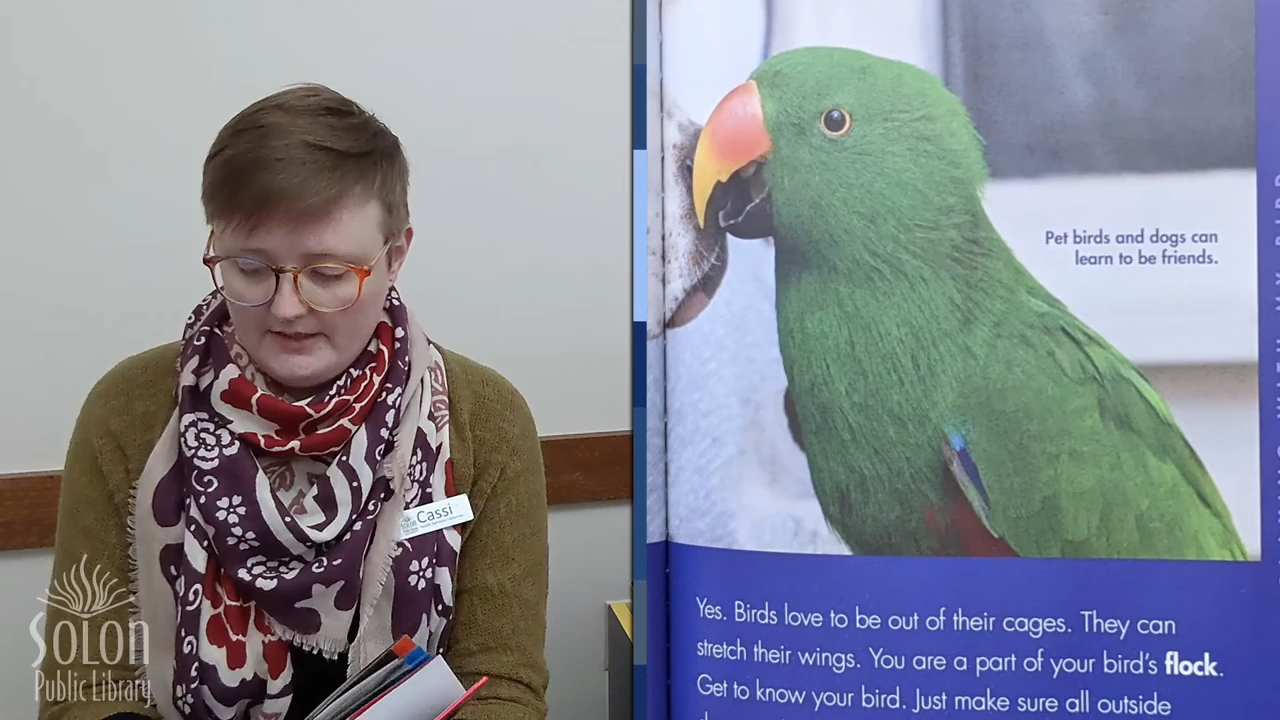 Cassi
SOLON
Public Library
Pet birds and dogs can
learn to be friends.
Yes. Birds love to be out of their cages. They can
stretch their wings. You are a part of your bird's flock.
Get to know your bird. Just make sure all outside